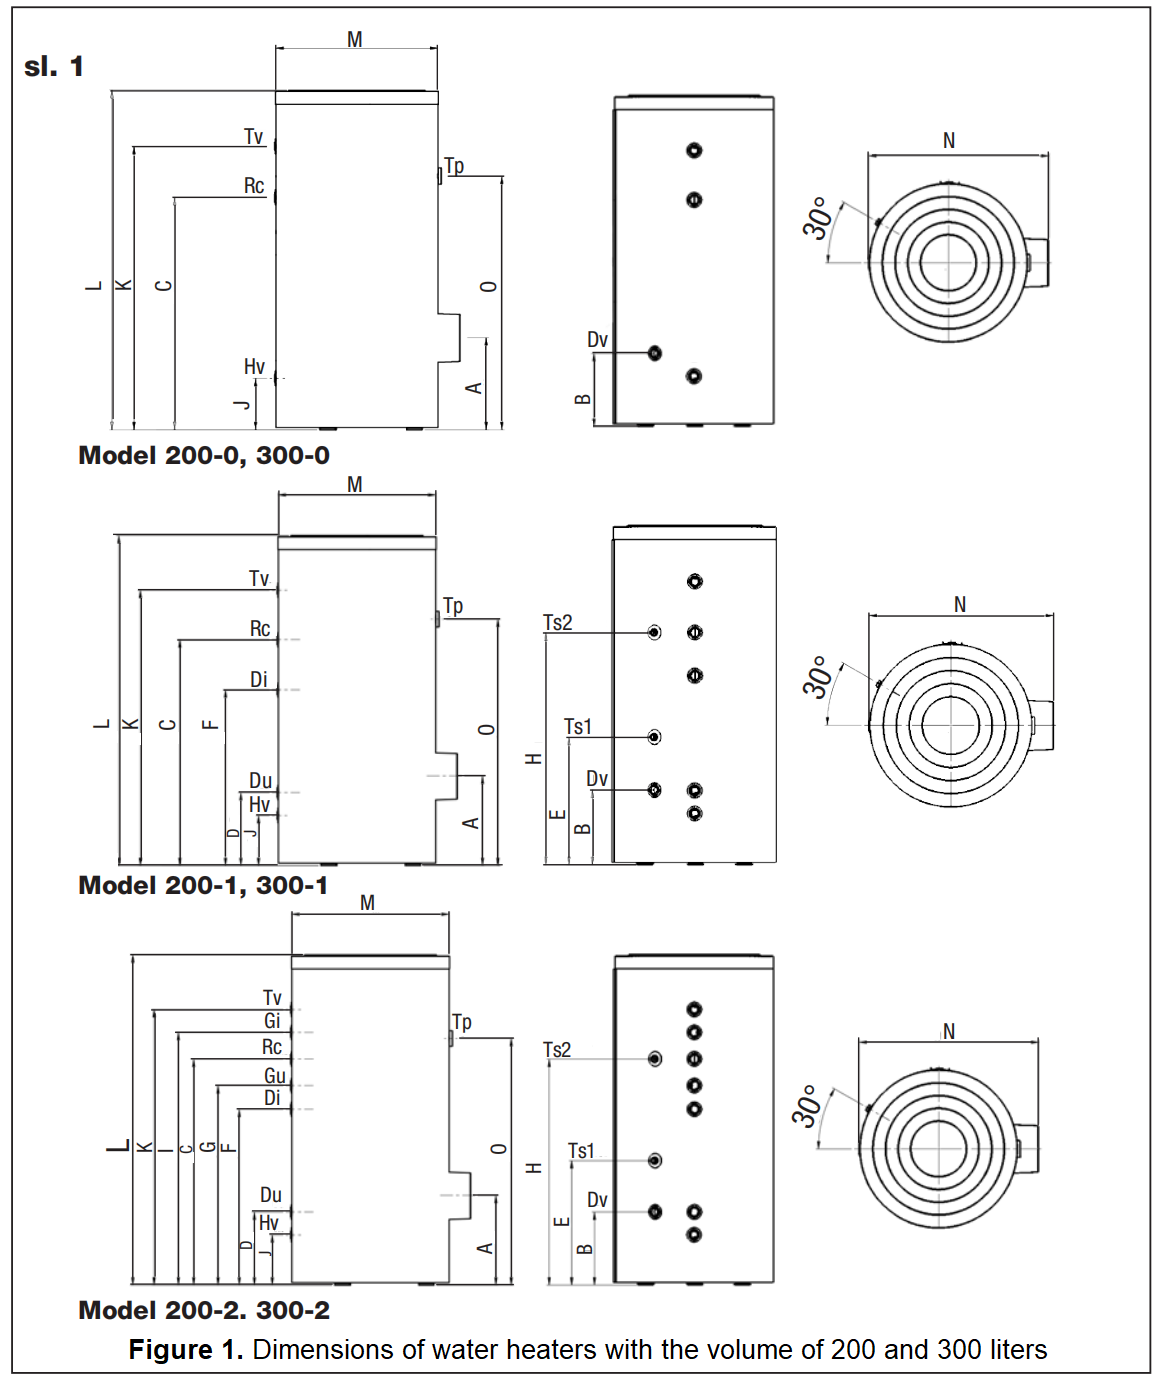 sl. 1
M
Tv
Rc
Hv
Tp
L
K
C
J
O
A
Dv
B
N
30°
Model 200-0, 300-0
M
Tv
Rc
Di
Du
Hv
Tp
L
K
C
F
D
J
O
A
Ts2
Ts1
Dv
H
E
B
N
30°
Model 200-1, 300-1
M
Tv
Gi
Rc
Gu
Di
Du
Hv
Tp
L
K
I
C
G
F
D
J
O
A
Ts2
Ts1
Dv
H
E
B
N
30°
Model 200-2. 300-2
Figure 1. Dimensions of water heaters with the volume of 200 and 300 liters